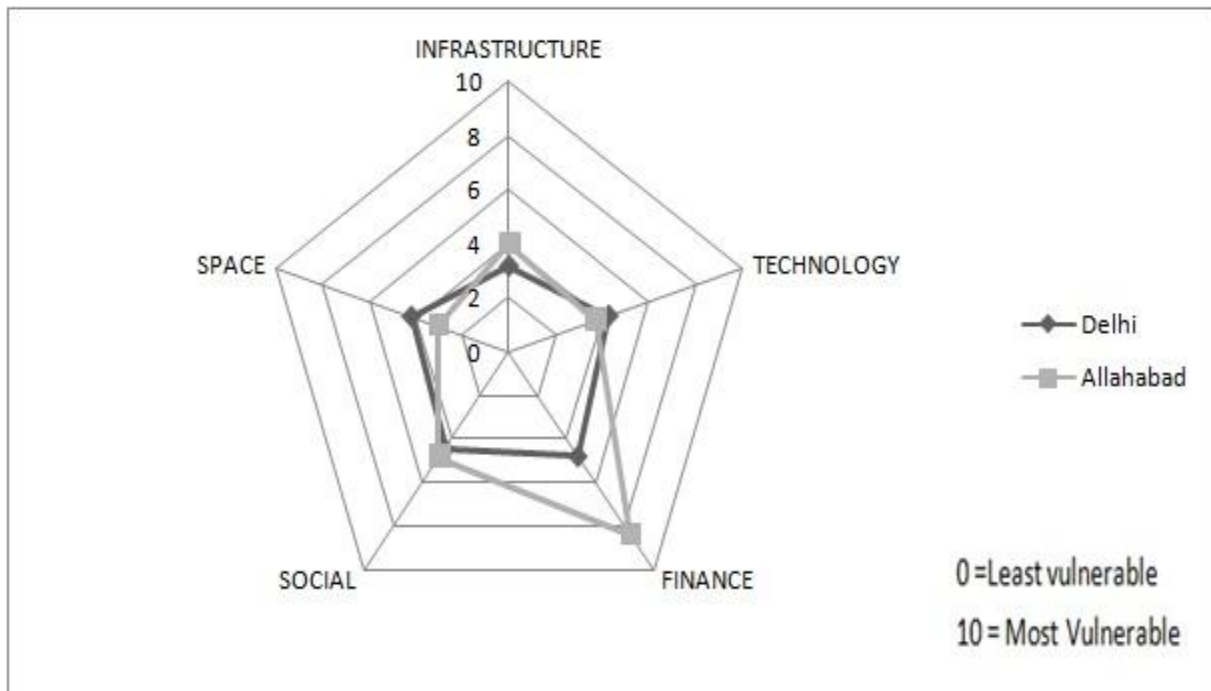 INFRASTRUCTURE
10
8
6
4
2
0
SPACE
TECHNOLOGY
SOCIAL
FINANCE
Delhi
Allahabad
0 =Least vulnerable
10 = Most Vulnerable